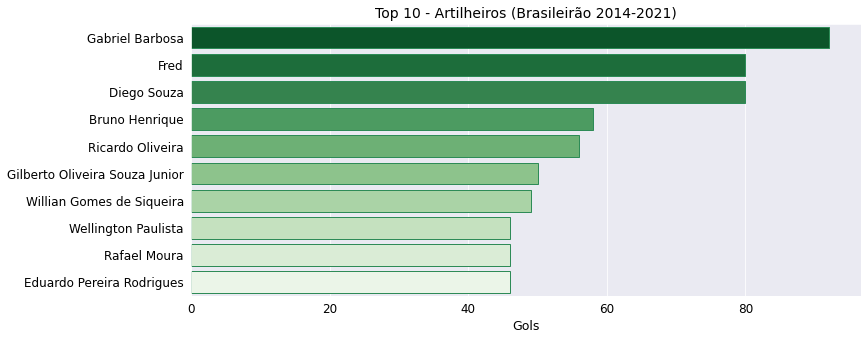 Top 10 - Artilheiros (Brasileirão 2014-2021)
Gabriel Barbosa
Fred
Diego Souza
Bruno Henrique
Ricardo Oliveira
Gilberto Oliveira Souza Junior
Willian Gomes de Siqueira
Wellington Paulista
Rafael Moura
Eduardo Pereira Rodrigues
0 20 40 60 80
Gols